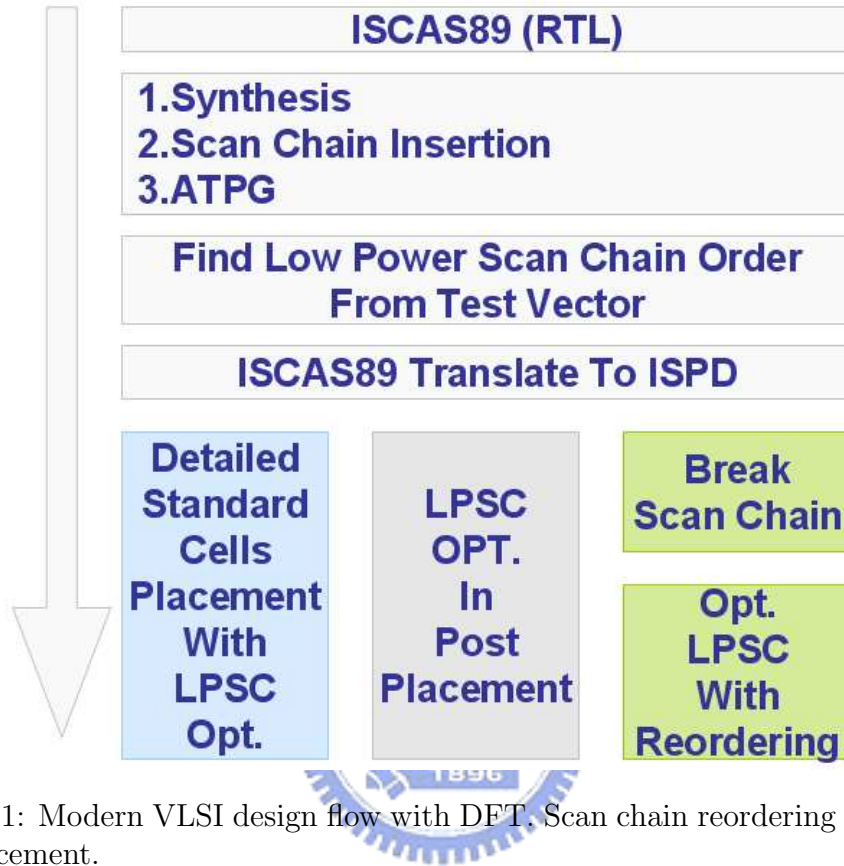 ISCAS89 (RTL)
1.Synthesis
2.Scan Chain Insertion
3.ATPG
Find Low Power Scan Chain Order
From Test Vector
ISCAS89 Translate To ISPD
Detailed
Standard
Cells
Placement
With
LPSC
Opt.
LPSC
OPT.
In
Post
Placement
Break
Scan Chain
Opt.
LPSC
With
Reordering
1896
1: Modern VLSI design flow with DFT. Scan chain reordering
cement.